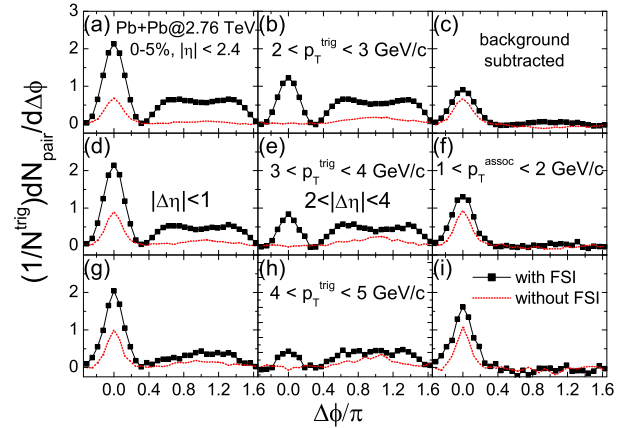 (a) Pb+Pb@2.76 TeV
0-5%, |η| < 2.4
(b)
2 < p_T^trig < 3 GeV/c
(c)
background
subtracted
(d)
|Δη|<1
(e)
3 < p_T^trig < 4 GeV/c
2<|Δη|<4
(f)
1 < p_T^assoc < 2 GeV/c
(g)
(h)
4 < p_T^trig < 5 GeV/c
(i)
with FSI
without FSI
(1/N^trig)dN_pair/dΔϕ
2
1
0
2
1
0
2
1
0
0.0 0.4 0.8 1.2 1.6 0.0 0.4 0.8 1.2 1.6 0.0 0.4 0.8 1.2 1.6
Δϕ/π